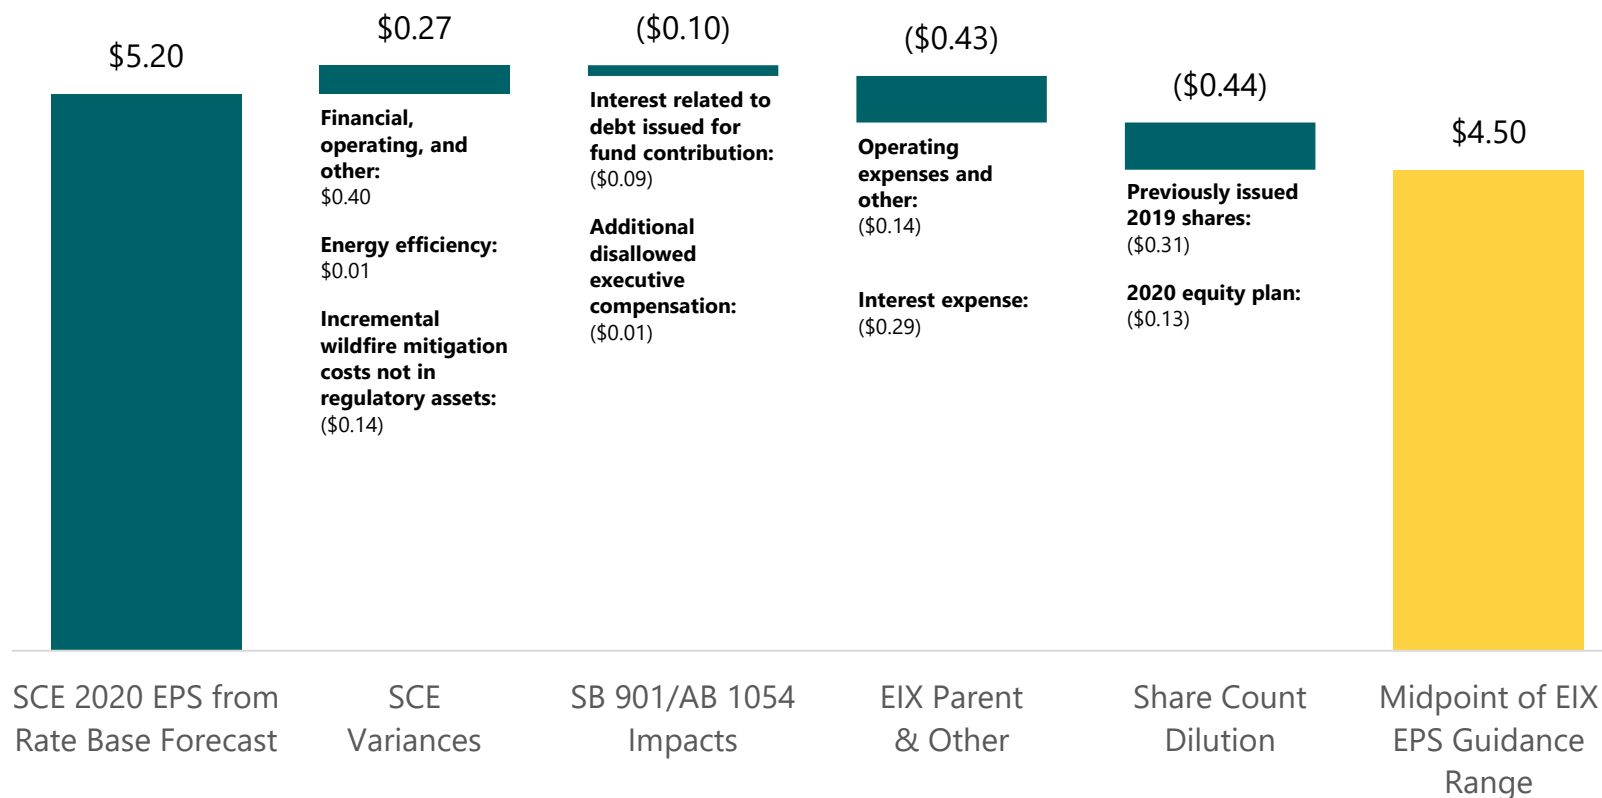 $5.20
$0.27
Financial,
operating, and
other:
$0.40
Energy efficiency:
$0.01
Incremental
wildfire mitigation
costs not in
regulatory assets:
($0.14)
($0.10)
Interest related to
debt issued for
fund contribution:
($0.09)
Additional
disallowed
executive
compensation:
($0.01)
($0.43)
Operating
expenses and
other:
($0.14)
Interest expense:
($0.29)
($0.44)
Previously issued
2019 shares:
($0.31)
2020 equity plan:
($0.13)
$4.50
SCE 2020 EPS from
Rate Base Forecast
SCE
Variances
SB 901/AB 1054
Impacts
EIX Parent
& Other
Share Count
Dilution
Midpoint of EIX
EPS Guidance
Range